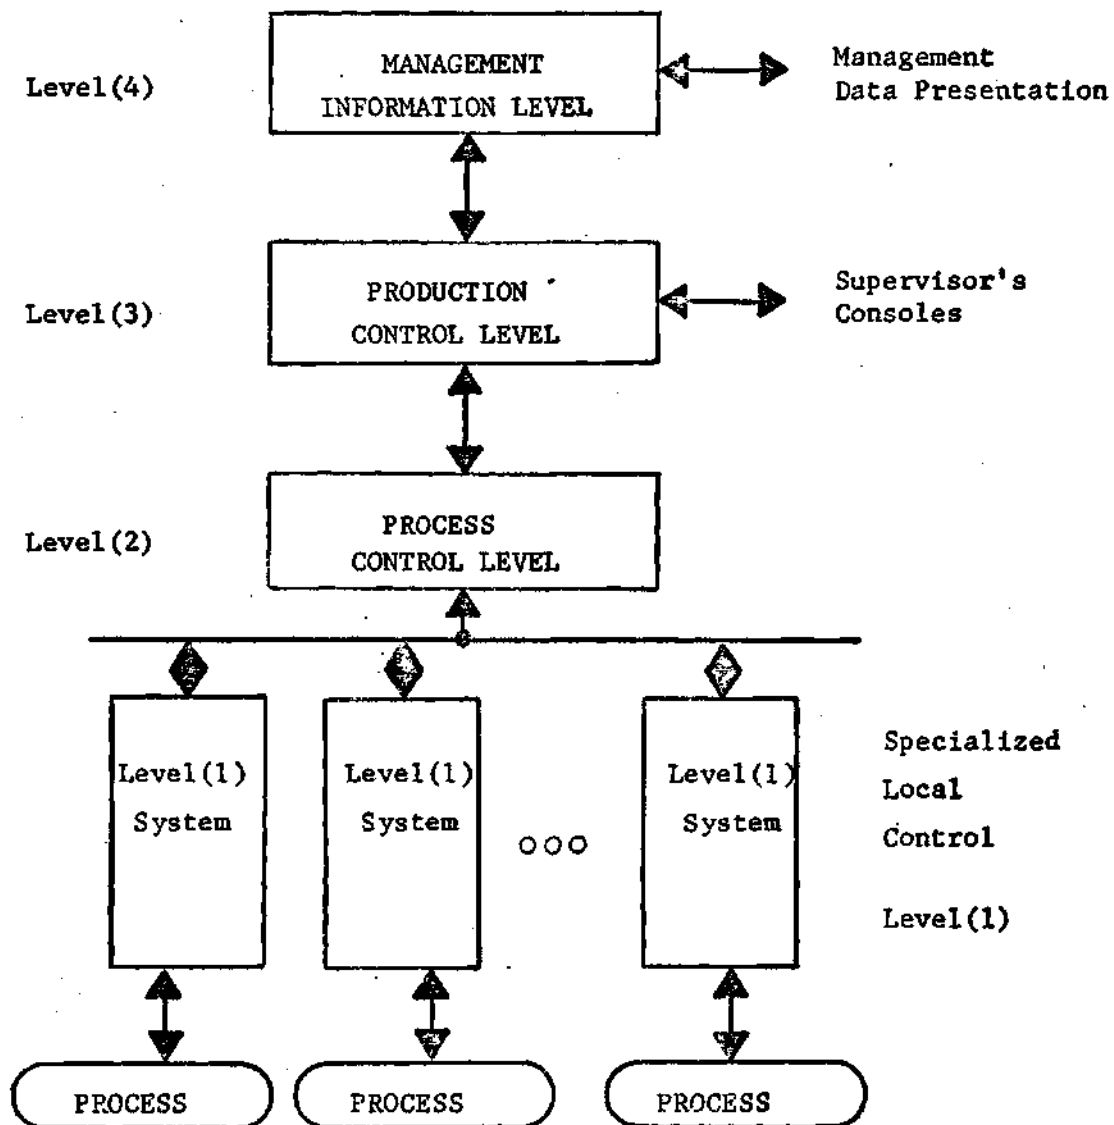 Level(4)
MANAGEMENT
INFORMATION LEVEL
Management
Data Presentation
Level(3)
PRODUCTION
CONTROL LEVEL
Supervisor's
Consoles
Level(2)
PROCESS
CONTROL LEVEL
Level(1)
System
Level(1)
System
Level(1)
System
Specialized
Local
Control
Level(1)
PROCESS
PROCESS
PROCESS